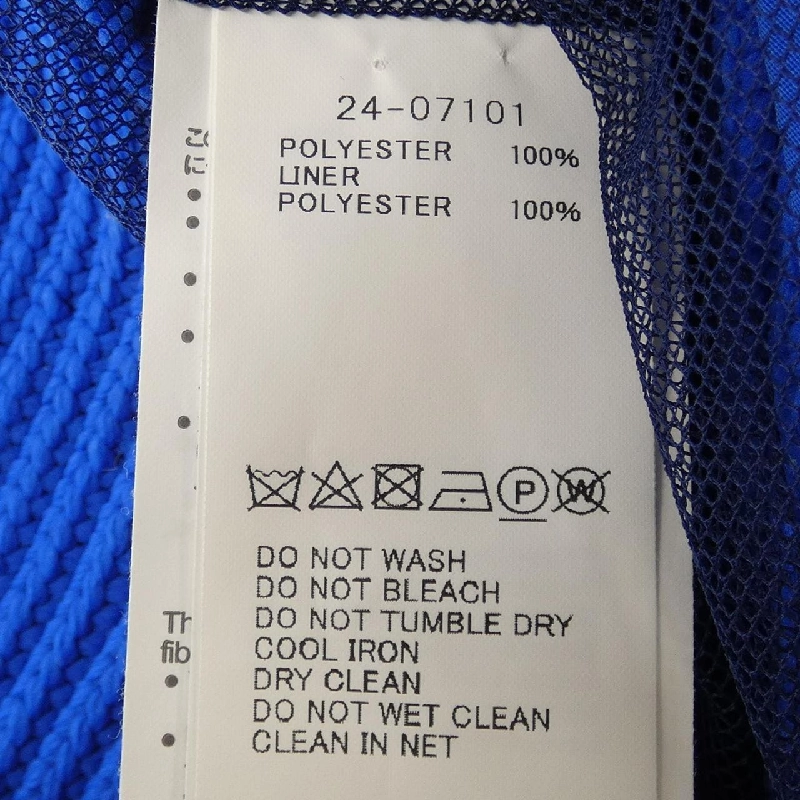 24-07101
POLYESTER 100%
LINER
POLYESTER 100%
P
W
DO NOT WASH
DO NOT BLEACH
DO NOT TUMBLE DRY
COOL IRON
DRY CLEAN
DO NOT WET CLEAN
CLEAN IN NET